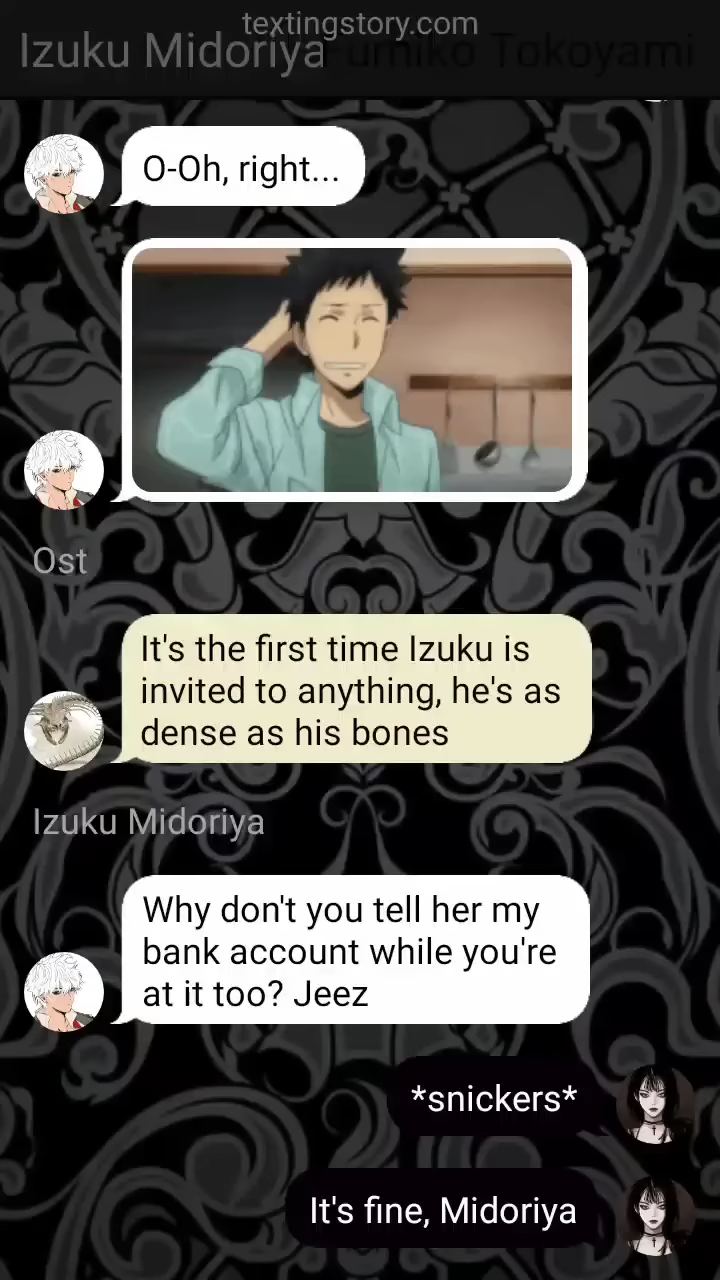 textingstory.com
Izuku Midoriya Fumiko Tokoyami
O-Oh, right...
Ost
It's the first time Izuku is
invited to anything, he's as
dense as his bones
Izuku Midoriya
Why don't you tell her my
bank account while you're
at it too? Jeez
*snickers*
It's fine, Midoriya